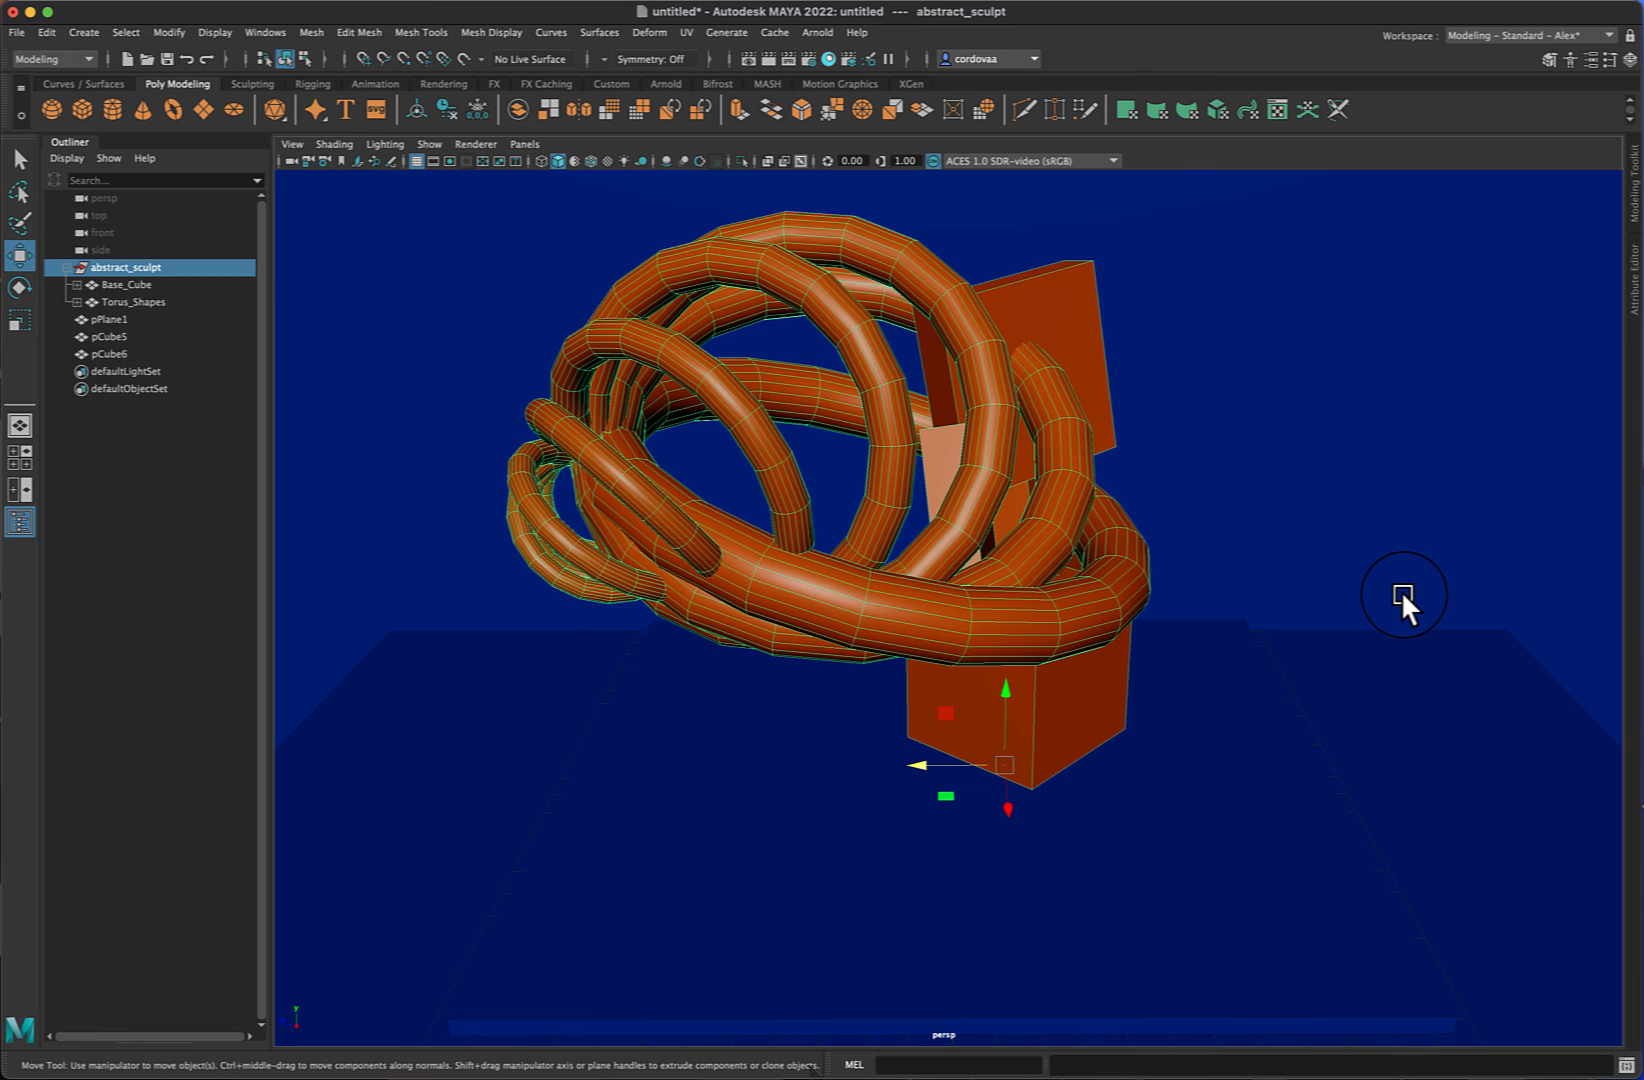 untitled* - Autodesk MAYA 2022: untitled --- abstract_sculpt
File Edit Create Select Modify Display Windows Mesh Edit Mesh Mesh Tools Mesh Display Curves Surfaces Deform UV Generate Cache Arnold Help
Workspace : Modeling - Standard - Alex*
Modeling No Live Surface Symmetry: Off cordovaa
Curves / Surfaces Poly Modeling Sculpting Rigging Animation Rendering FX FX Caching Custom Arnold Bifrost MASH Motion Graphics XGen
T SVG 0,0,0
Outliner
Display Show Help
View Shading Lighting Show Renderer Panels
0.00 1.00 ACES 1.0 SDR-video (sRGB)
Search...
persp
top
front
side
abstract_sculpt
Base_Cube
Torus_Shapes
pPlane1
pCube5
pCube6
defaultLightSet
defaultObjectSet
Modeling Toolkit
Attribute Editor
y
M
persp
Move Tool: Use manipulator to move object(s). Ctrl+middle-drag to move components along normals. Shift+drag manipulator axis or plane handles to extrude components or clone objects.
MEL